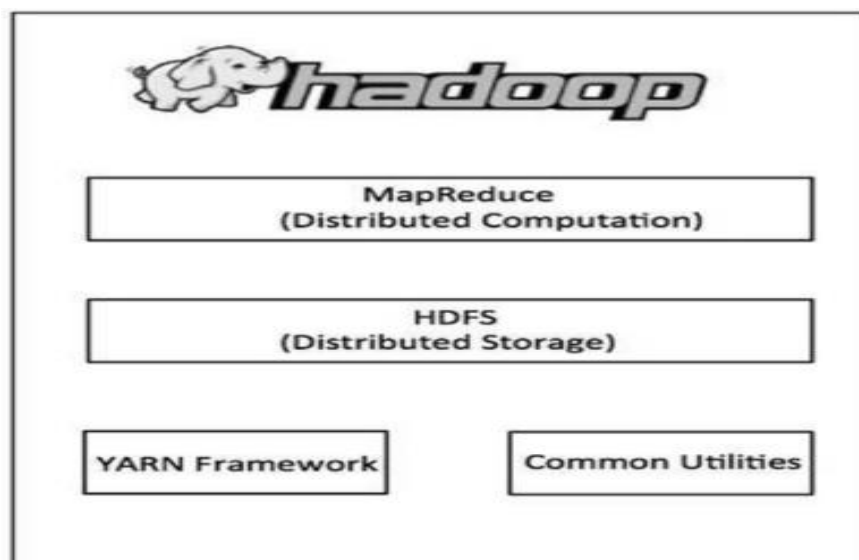 hadoop
MapReduce
(Distributed Computation)
HDFS
(Distributed Storage)
YARN Framework
Common Utilities